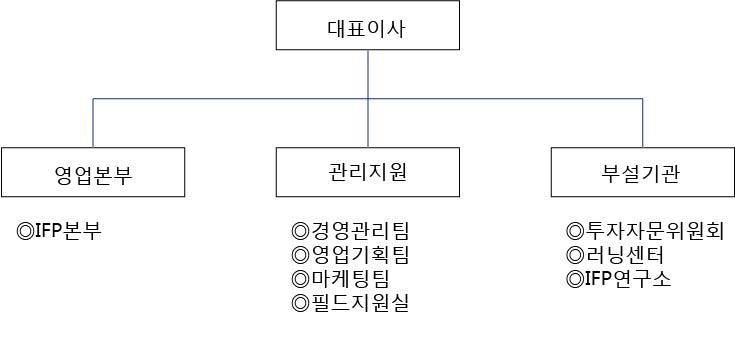 대표이사
영업본부
관리지원
부설기관
◎IFP본부
◎경영관리팀
◎영업기획팀
◎마케팅팀
◎필드지원실
◎투자자문위원회
◎러닝센터
◎IFP연구소